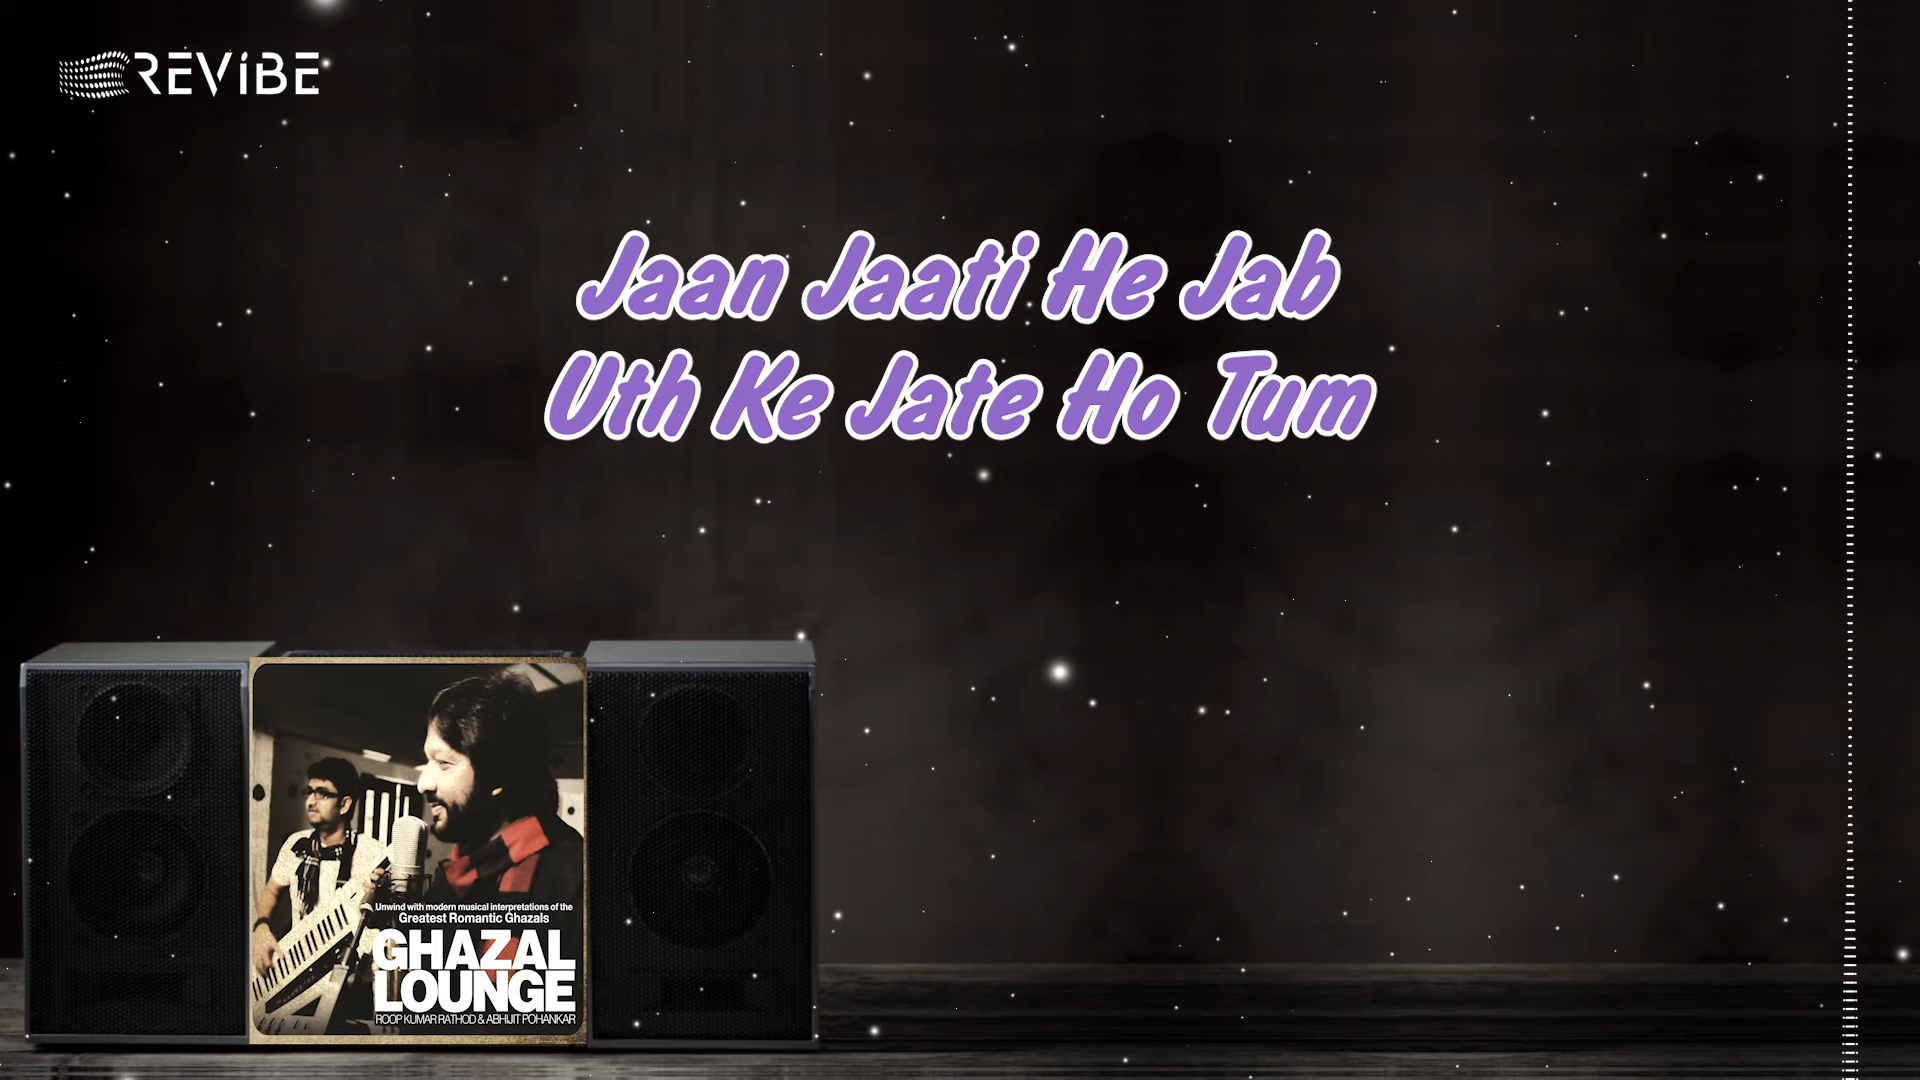 REViBE
Jaan Jaati He Jab
Uth Ke Jate Ho Tum
Unwind with modern musical interpretations of the
Greatest Romantic Ghazals
GHAZAL
LOUNGE
ROOP KUMAR RATHOD & ABHIJIT POHANKAR